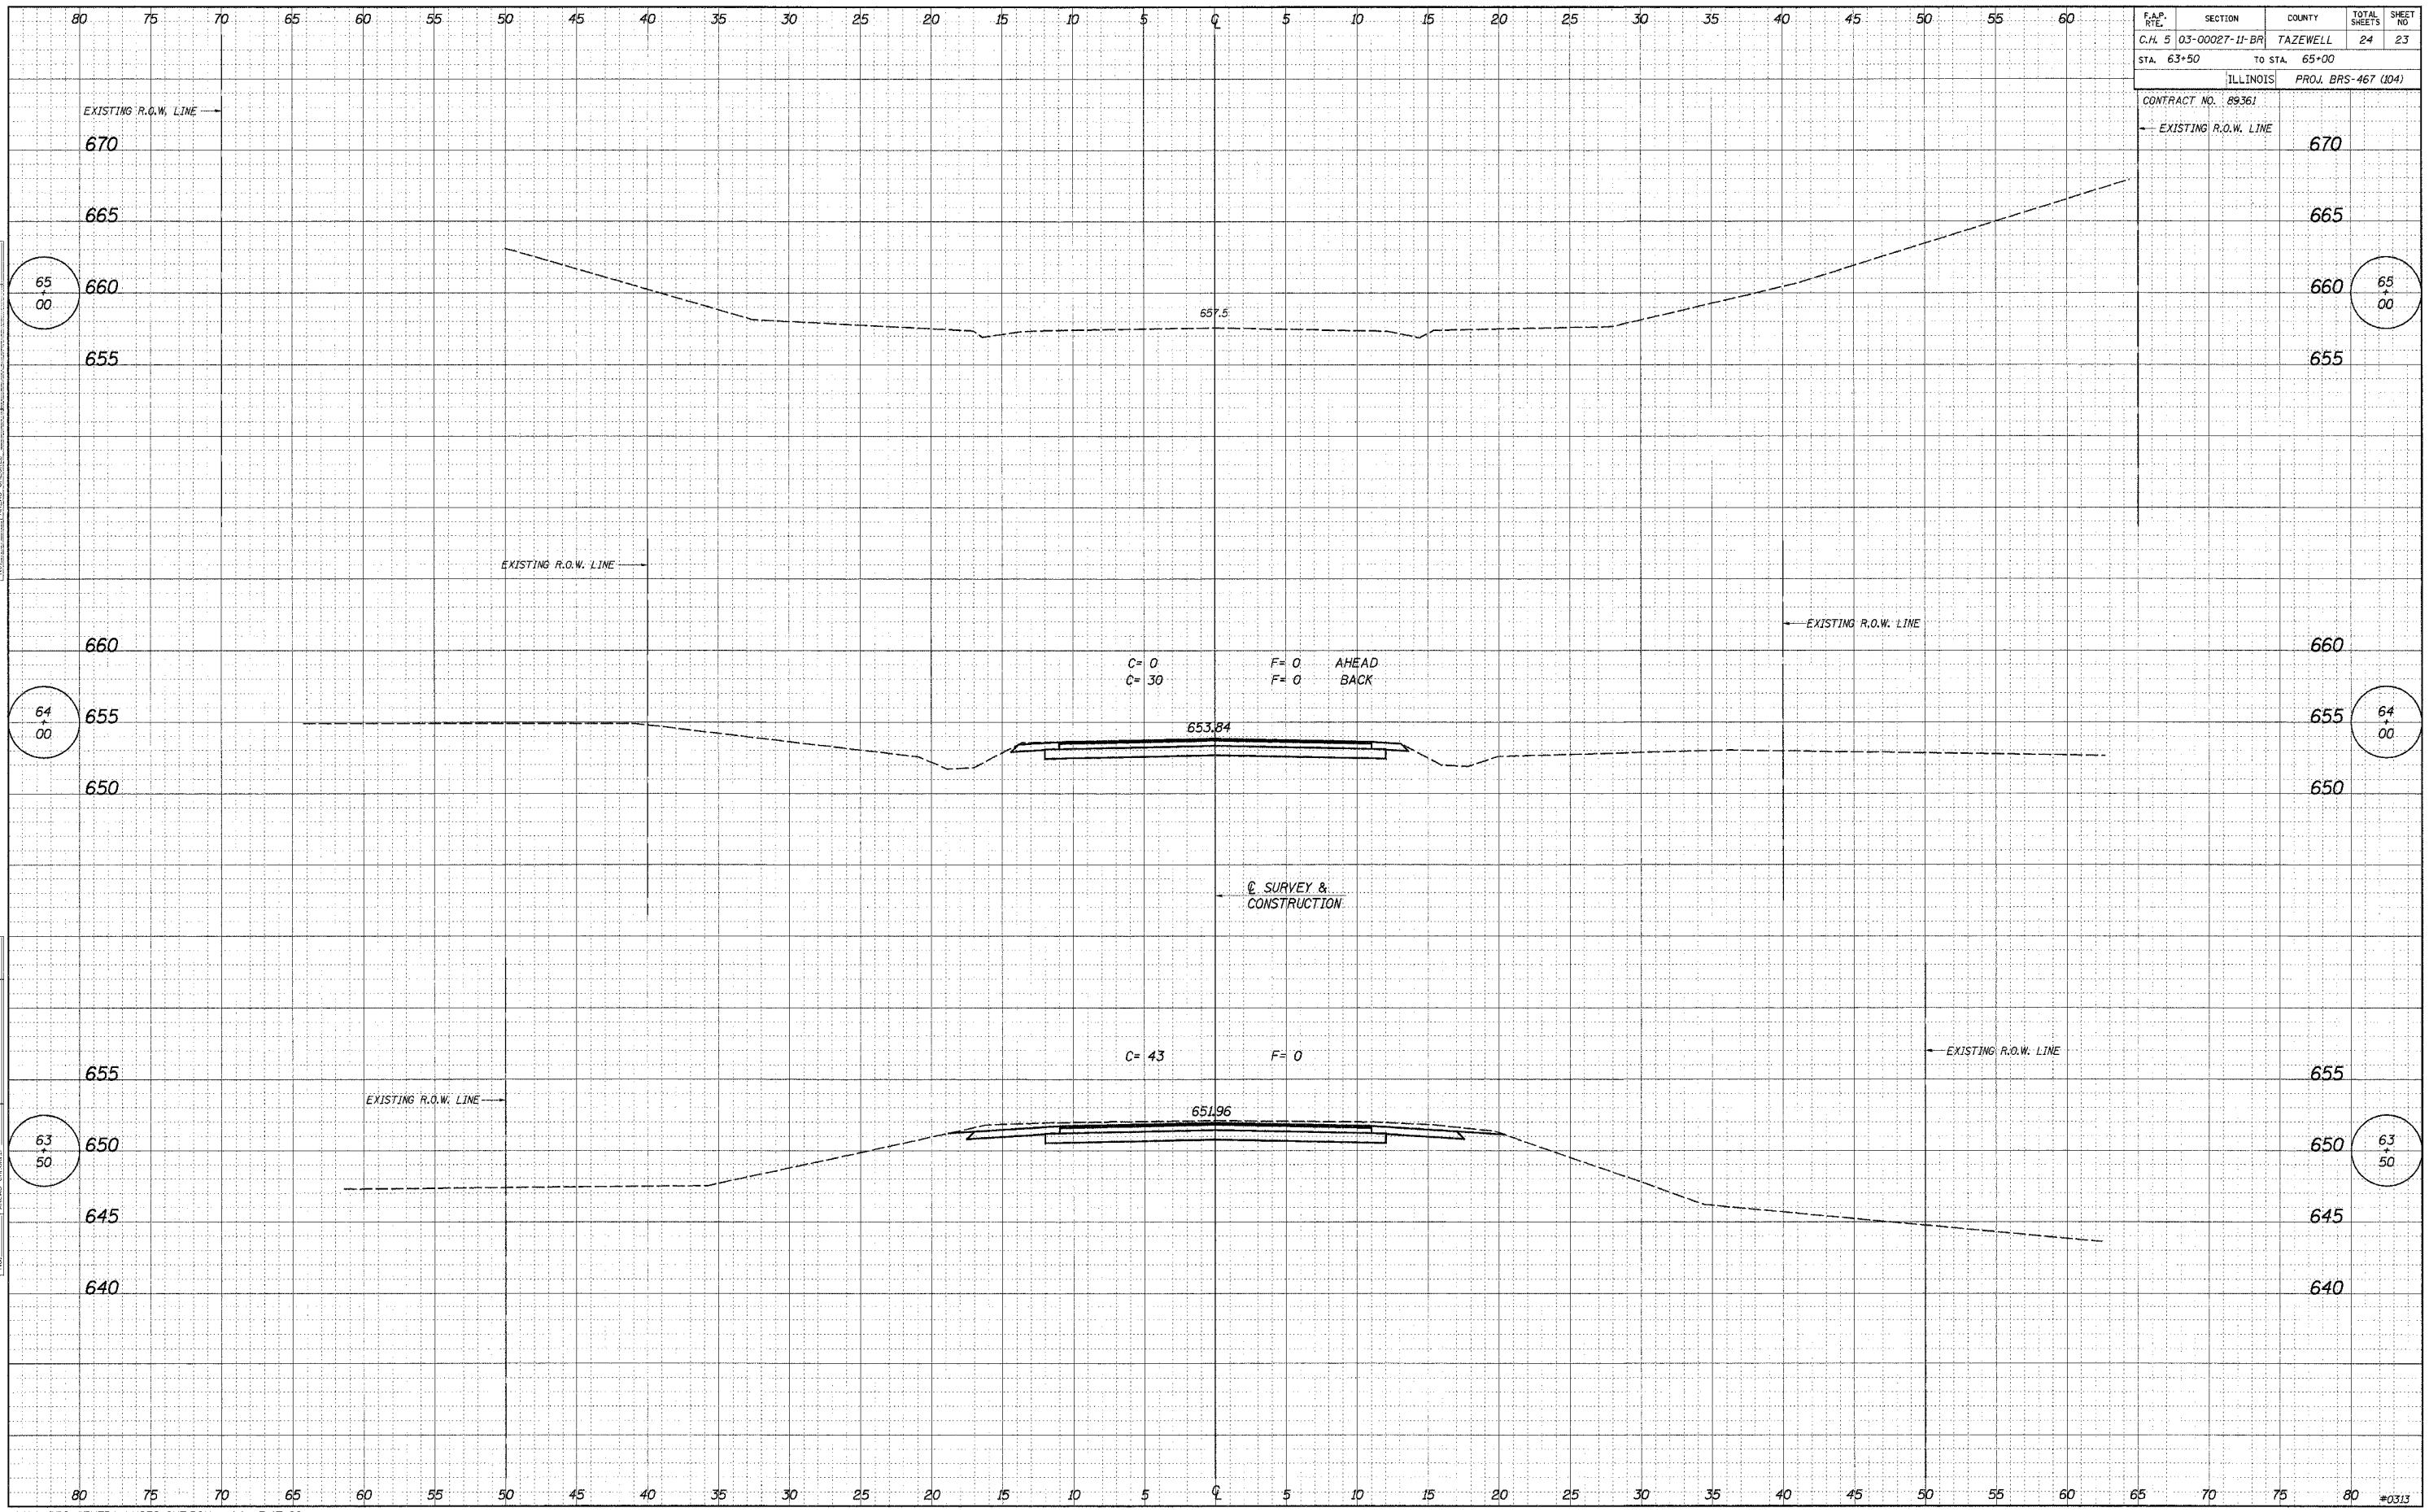 80 75 70 65 60 55 50 45 40 35 30 25 20 15 10 5 ℄ 5 10 15 20 25 30 35 40 45 50 55 60
F.A.P. RTE. SECTION COUNTY TOTAL SHEETS SHEET NO
C.H. 5 03-00027-11-BR TAZEWELL 24 23
STA. 63+50 TO STA. 65+00
ILLINOIS PROJ. BRS-467 (104)
CONTRACT NO. 89361
EXISTING R.O.W. LINE
EXISTING R.O.W. LINE
670 670
665 665
65+00 660 660 65+00
657.5
655 655
EXISTING R.O.W. LINE
EXISTING R.O.W. LINE
660 660
C= 0 F= 0 AHEAD
C= 30 F= 0 BACK
64+00 655 655 64+00
653.84
650 650
℄ SURVEY &
CONSTRUCTION
C= 43 F= 0
EXISTING R.O.W. LINE
655 655
EXISTING R.O.W. LINE
651.96
63+50 650 650 63+50
645 645
640 640
80 75 70 65 60 55 50 45 40 35 30 25 20 15 10 5 ℄ 5 10 15 20 25 30 35 40 45 50 55 60 65 70 75 80
#0313